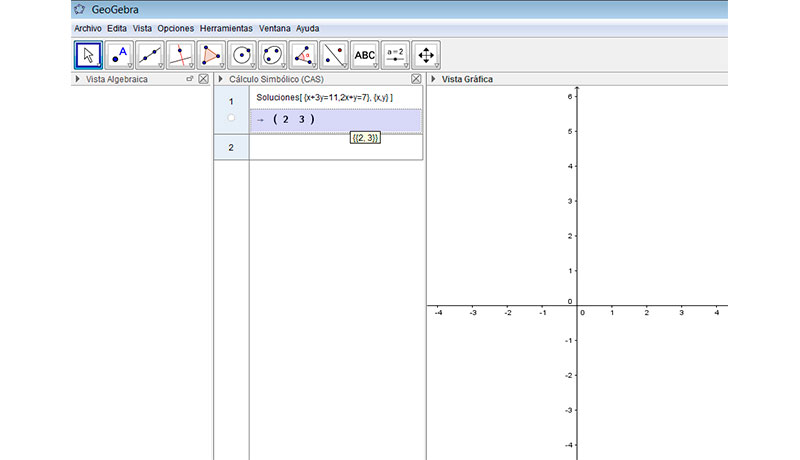 GeoGebra
Archivo Edita Vista Opciones Herramientas Ventana Ayuda
A ABC a=2
Vista Algebraica
Cálculo Simbólico (CAS)
Vista Gráfica
1
Soluciones[ {x+3y=11,2x+y=7}, {x,y} ]
→ ( 2 3 )
{{2, 3}}
2
6
5
4
3
2
1
0
-4 -3 -2 -1 0 1 2 3 4
-1
-2
-3
-4